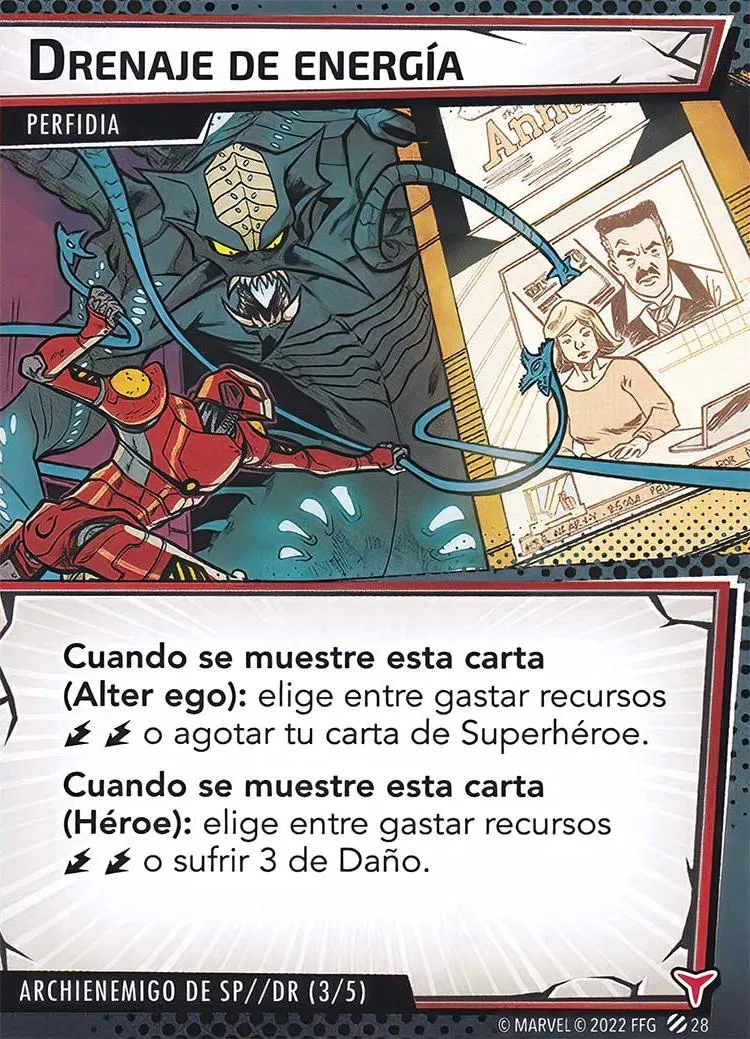 DRENAJE DE ENERGÍA
PERFIDIA
Cuando se muestre esta carta
(Alter ego): elige entre gastar recursos
o agotar tu carta de Superhéroe.
Cuando se muestre esta carta
(Héroe): elige entre gastar recursos
o sufrir 3 de Daño.
ARCHIENEMIGO DE SP//DR (3/5)
© MARVEL © 2022 FFG 28